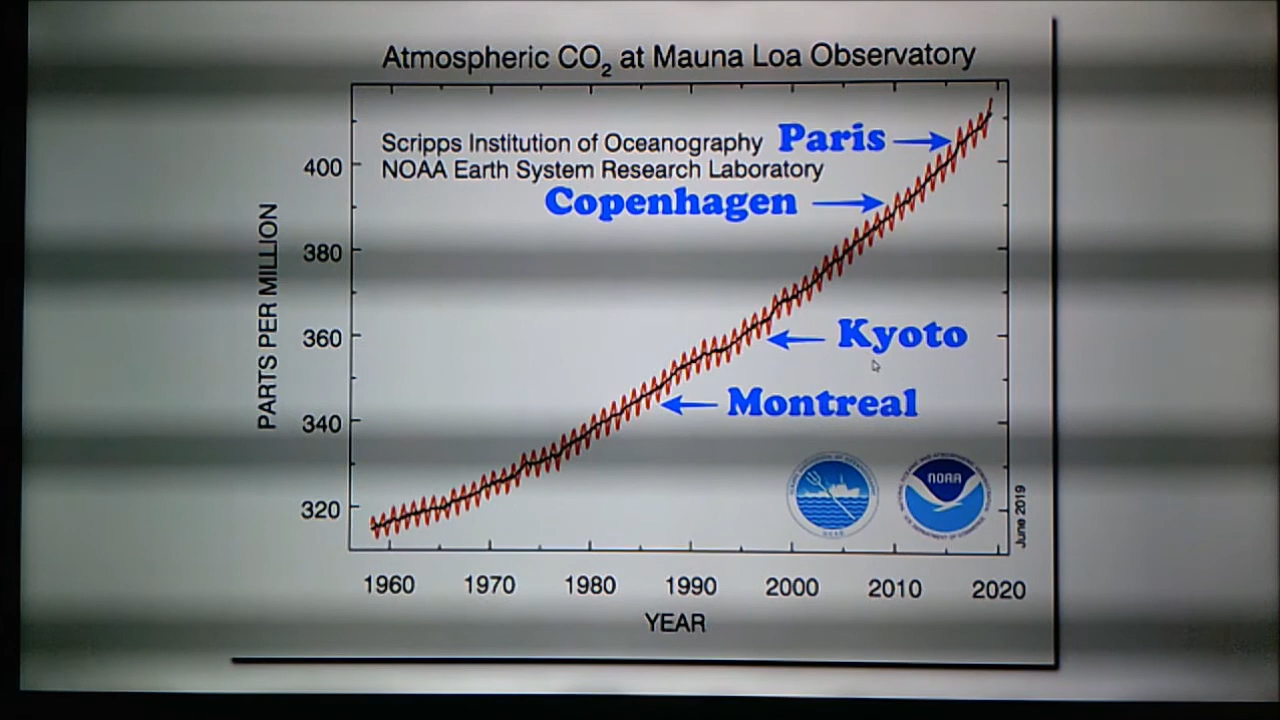 Atmospheric CO₂ at Mauna Loa Observatory
Scripps Institution of Oceanography
NOAA Earth System Research Laboratory
Paris
Copenhagen
Kyoto
Montreal
PARTS PER MILLION
400
380
360
340
320
NOAA
June 2019
1960 1970 1980 1990 2000 2010 2020
YEAR